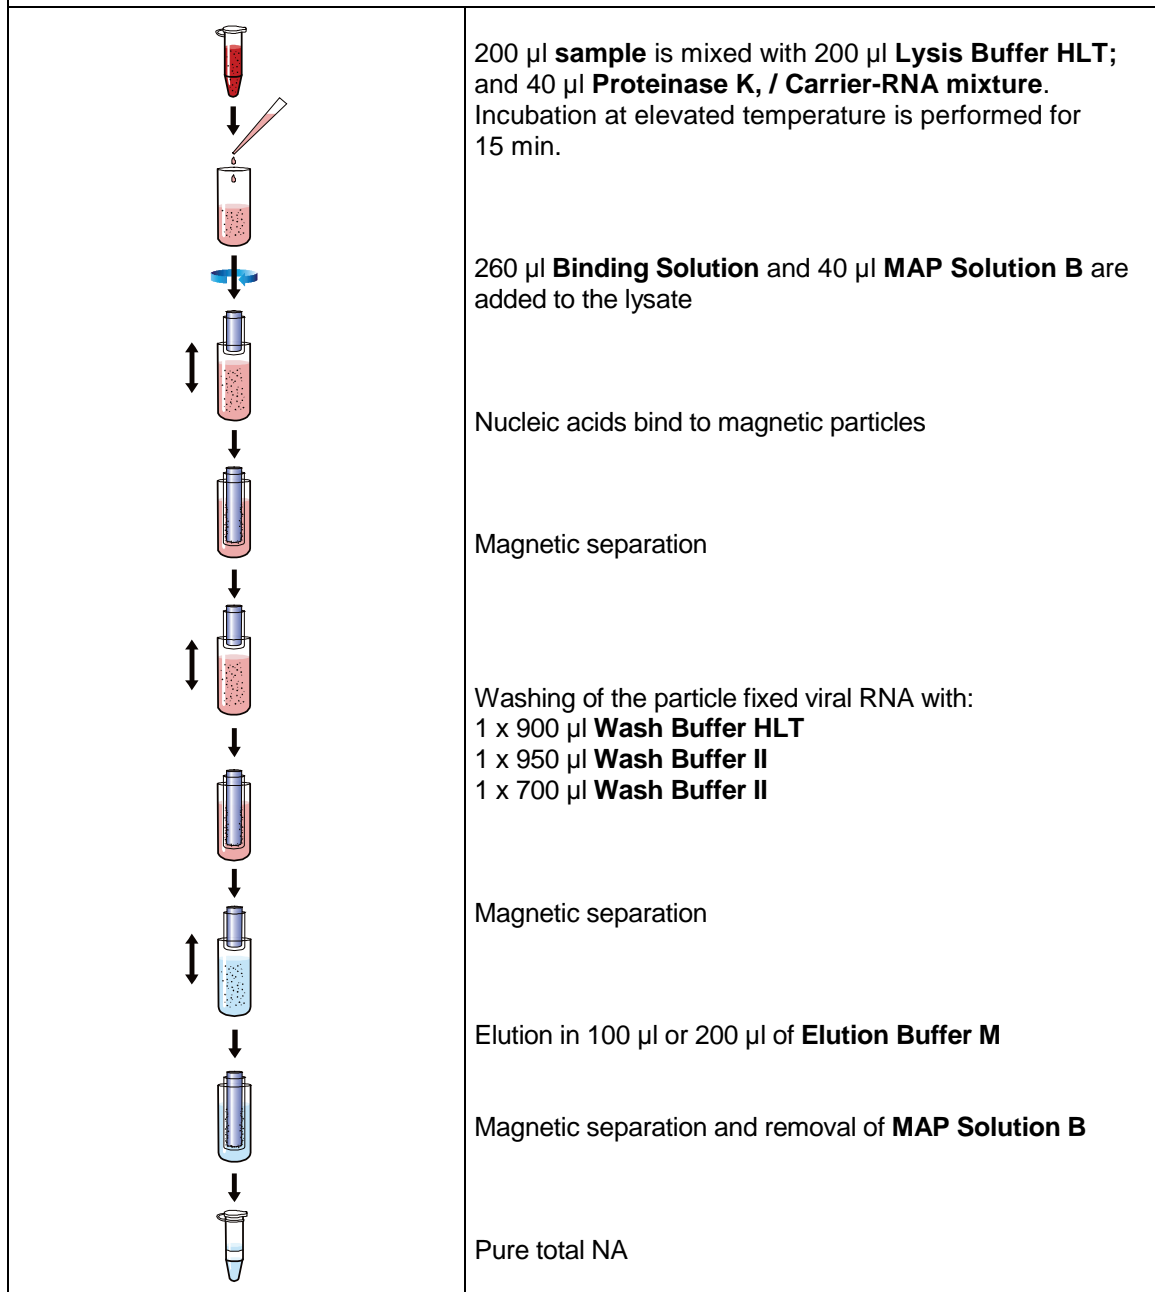 200 µl sample is mixed with 200 µl Lysis Buffer HLT;
and 40 µl Proteinase K, / Carrier-RNA mixture.
Incubation at elevated temperature is performed for
15 min.
260 µl Binding Solution and 40 µl MAP Solution B are
added to the lysate
Nucleic acids bind to magnetic particles
Magnetic separation
Washing of the particle fixed viral RNA with:
1 x 900 µl Wash Buffer HLT
1 x 950 µl Wash Buffer II
1 x 700 µl Wash Buffer II
Magnetic separation
Elution in 100 µl or 200 µl of Elution Buffer M
Magnetic separation and removal of MAP Solution B
Pure total NA